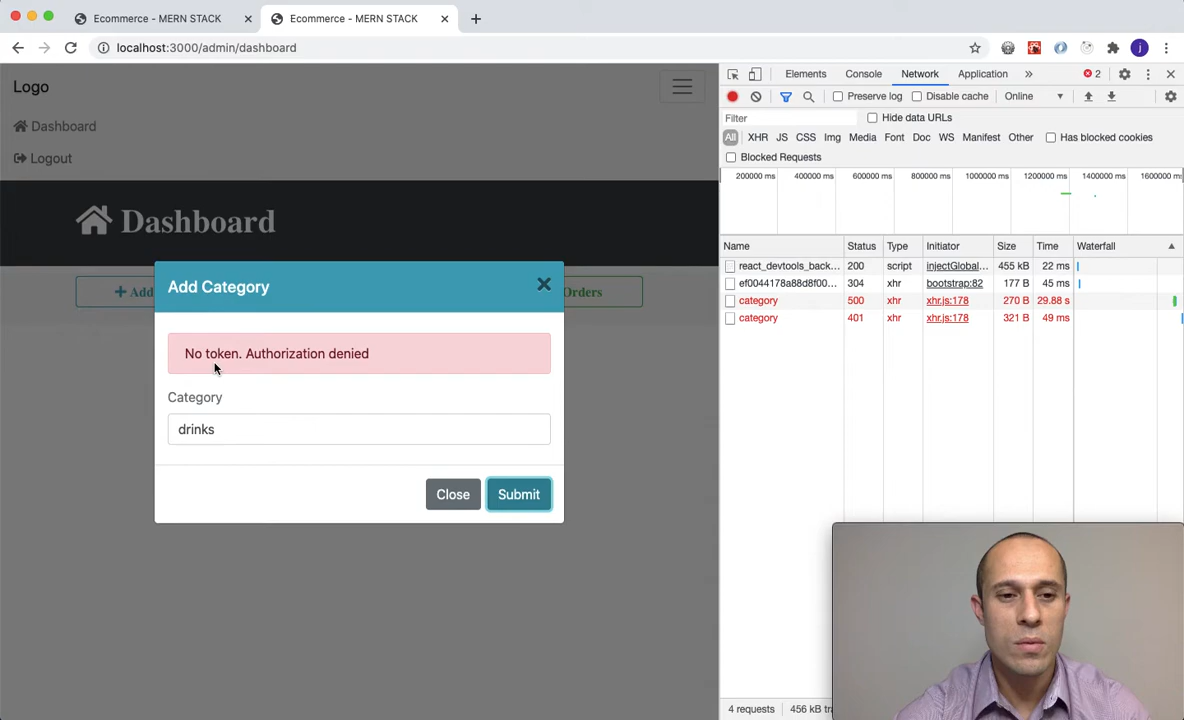 Ecommerce - MERN STACK
Ecommerce - MERN STACK
localhost:3000/admin/dashboard
j
Logo
Dashboard
Logout
Dashboard
Add
Orders
Add Category
No token. Authorization denied
Category
drinks
Close
Submit
Elements Console Network Application » 2
Preserve log Disable cache Online
Filter Hide data URLs
All XHR JS CSS Img Media Font Doc WS Manifest Other Has blocked cookies
Blocked Requests
200000 ms 400000 ms 600000 ms 800000 ms 1000000 ms 1200000 ms 1400000 ms 1600000 ms
Name Status Type Initiator Size Time Waterfall
react_devtools_back... 200 script injectGlobal... 455 kB 22 ms
ef0044178a88d8f00... 304 xhr bootstrap:82 177 B 45 ms
category 500 xhr xhr.js:178 270 B 29.88 s
category 401 xhr xhr.js:178 321 B 49 ms
4 requests 456 kB tra